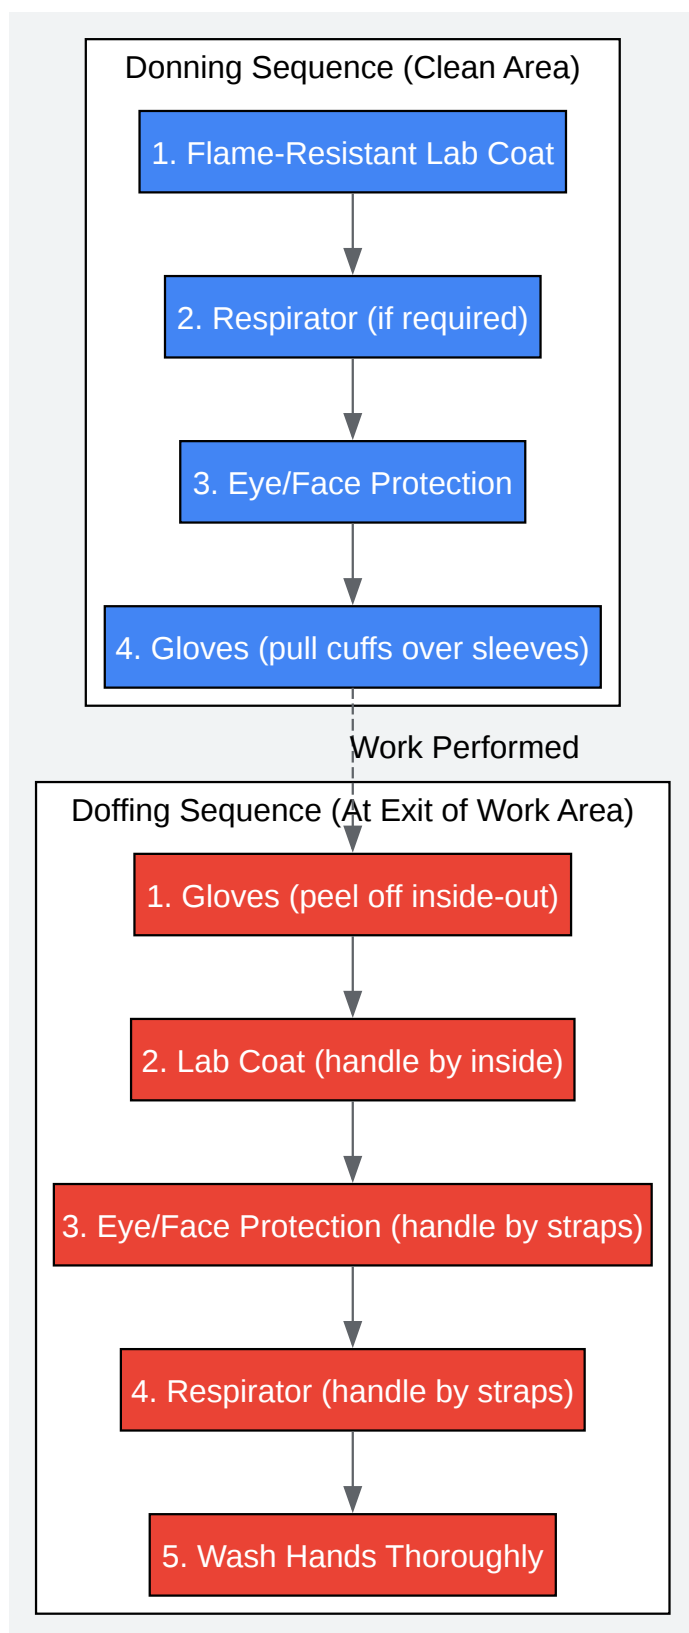 Donning Sequence (Clean Area)
1. Flame-Resistant Lab Coat
2. Respirator (if required)
3. Eye/Face Protection
4. Gloves (pull cuffs over sleeves)
Work Performed
Doffing Sequence (At Exit of Work Area)
1. Gloves (peel off inside-out)
2. Lab Coat (handle by inside)
3. Eye/Face Protection (handle by straps)
4. Respirator (handle by straps)
5. Wash Hands Thoroughly